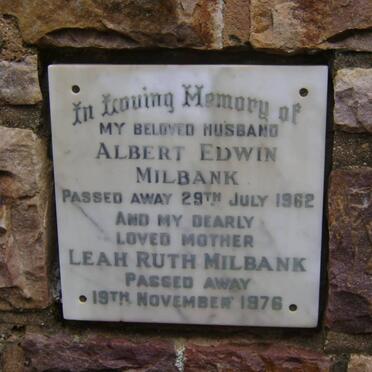 In Loving Memory of
MY BELOVED HUSBAND
ALBERT EDWIN
MILBANK
PASSED AWAY 29TH JULY 1962
AND MY DEARLY
LOVED MOTHER
LEAH RUTH MILBANK
PASSED AWAY
19TH NOVEMBER 1976